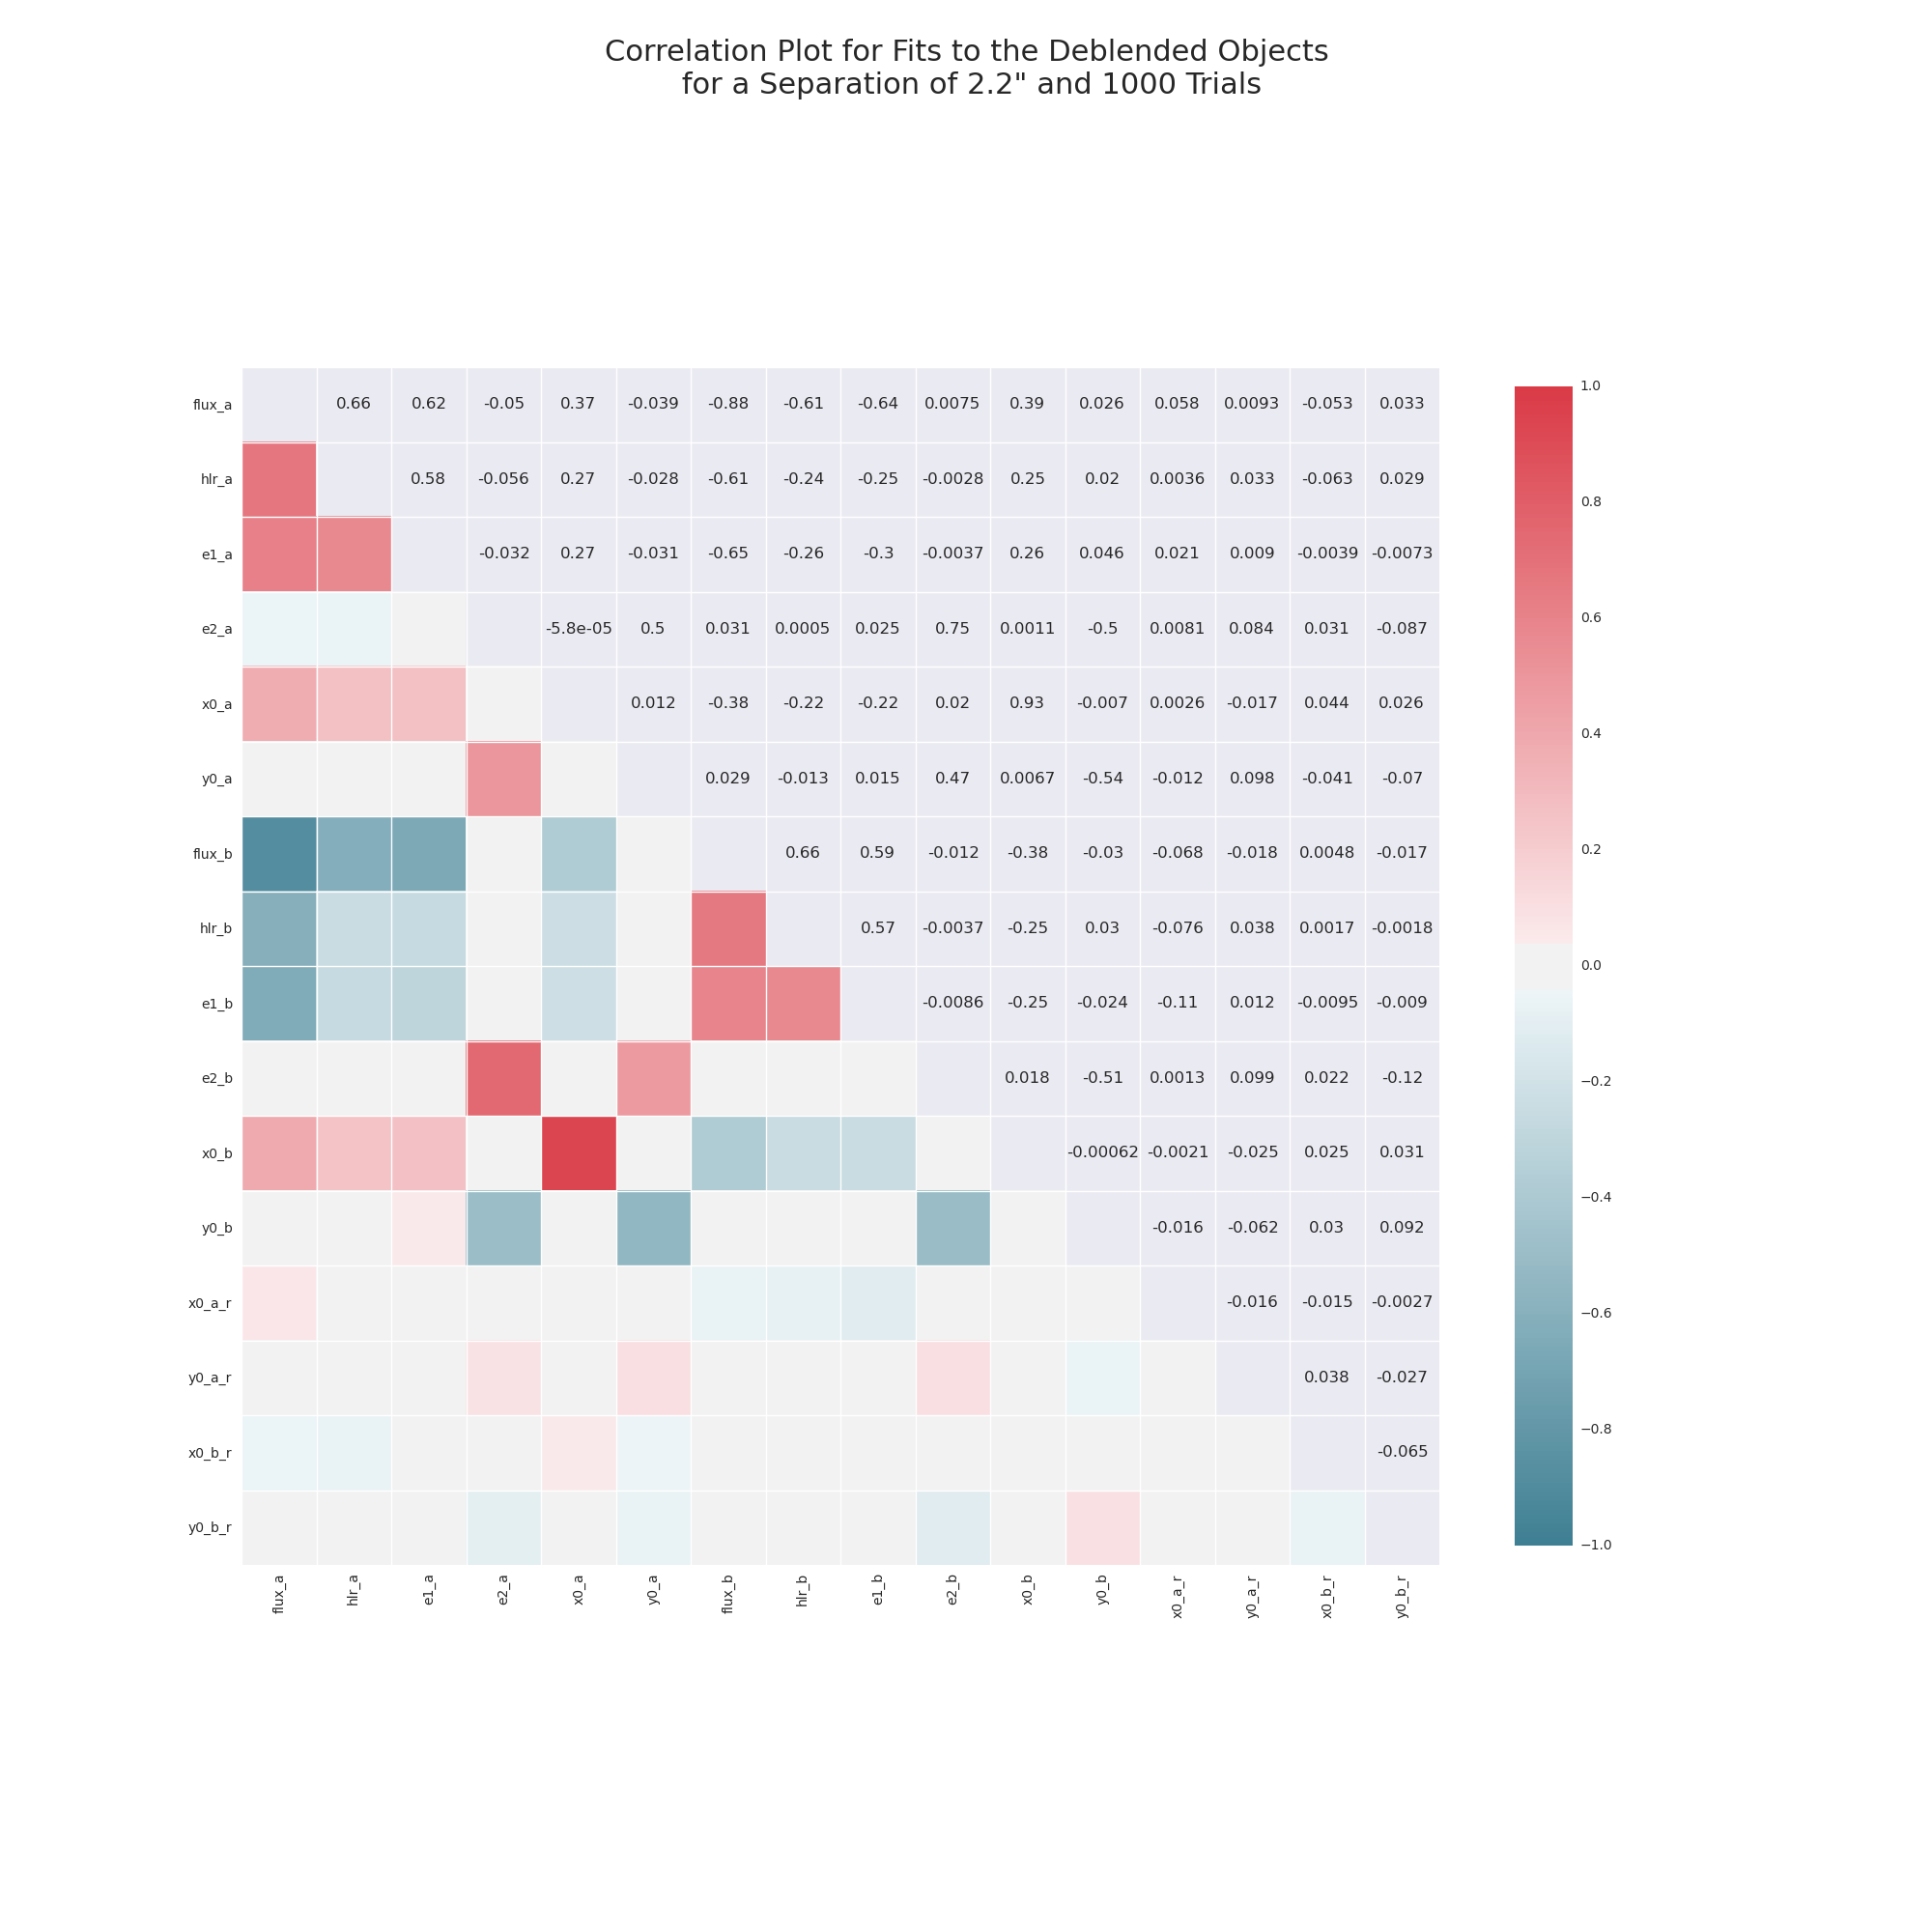 Correlation Plot for Fits to the Deblended Objects
for a Separation of 2.2" and 1000 Trials
flux_a 0.66 0.62 -0.05 0.37 -0.039 -0.88 -0.61 -0.64 0.0075 0.39 0.026 0.058 0.0093 -0.053 0.033
hlr_a 0.58 -0.056 0.27 -0.028 -0.61 -0.24 -0.25 -0.0028 0.25 0.02 0.0036 0.033 -0.063 0.029
e1_a -0.032 0.27 -0.031 -0.65 -0.26 -0.3 -0.0037 0.26 0.046 0.021 0.009 -0.0039 -0.0073
e2_a -5.8e-05 0.5 0.031 0.0005 0.025 0.75 0.0011 -0.5 0.0081 0.084 0.031 -0.087
x0_a 0.012 -0.38 -0.22 -0.22 0.02 0.93 -0.007 0.0026 -0.017 0.044 0.026
y0_a 0.029 -0.013 0.015 0.47 0.0067 -0.54 -0.012 0.098 -0.041 -0.07
flux_b 0.66 0.59 -0.012 -0.38 -0.03 -0.068 -0.018 0.0048 -0.017
hlr_b 0.57 -0.0037 -0.25 0.03 -0.076 0.038 0.0017 -0.0018
e1_b -0.0086 -0.25 -0.024 -0.11 0.012 -0.0095 -0.009
e2_b 0.018 -0.51 0.0013 0.099 0.022 -0.12
x0_b -0.00062 -0.0021 -0.025 0.025 0.031
y0_b -0.016 -0.062 0.03 0.092
x0_a_r -0.016 -0.015 -0.0027
y0_a_r 0.038 -0.027
x0_b_r -0.065
y0_b_r
flux_a hlr_a e1_a e2_a x0_a y0_a flux_b hlr_b e1_b e2_b x0_b y0_b x0_a_r y0_a_r x0_b_r y0_b_r
1.0
0.8
0.6
0.4
0.2
0.0
−0.2
−0.4
−0.6
−0.8
−1.0